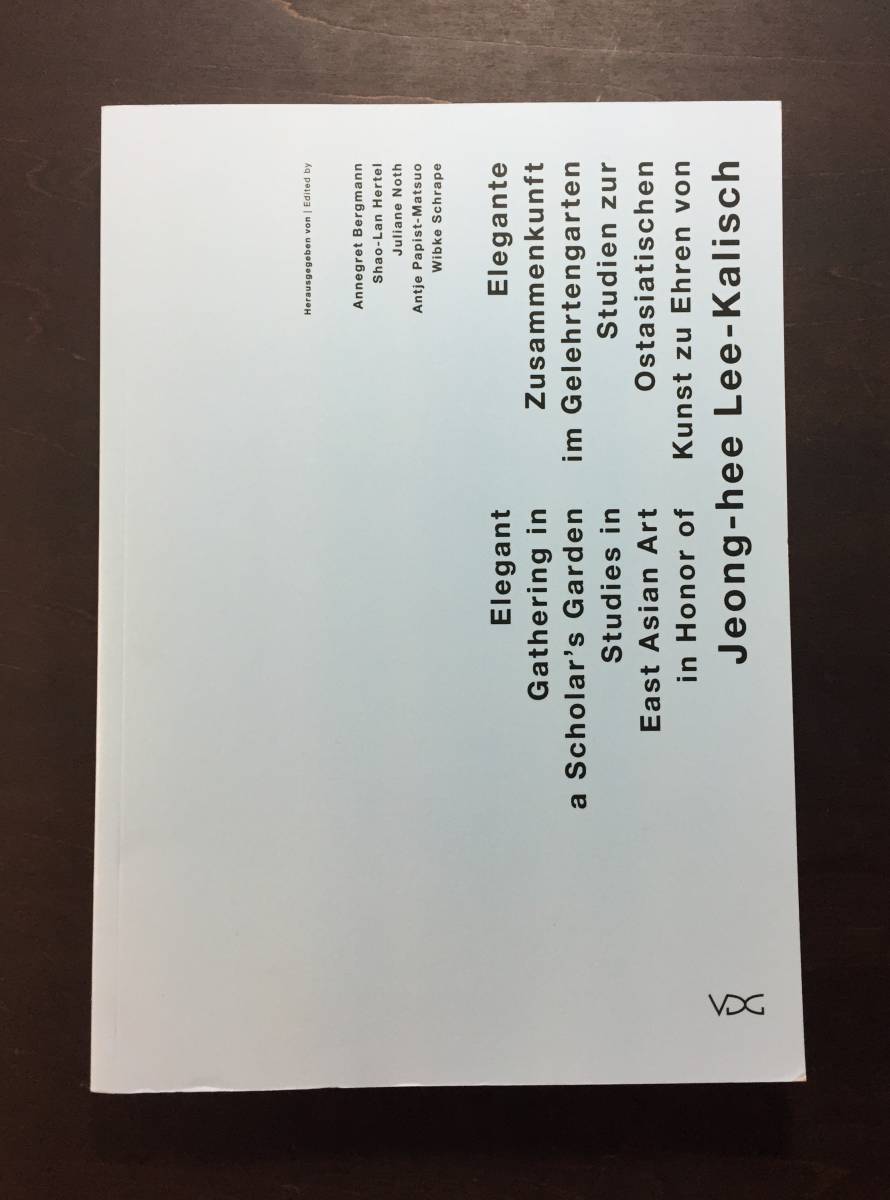 Herausgegeben von | Edited by
Annegret Bergmann
Shao-Lan Hertel
Juliane Noth
Antje Papist-Matsuo
Wibke Schrape
Elegant
Gathering in
a Scholar’s Garden
Studies in
East Asian Art
in Honor of
Elegante
Zusammenkunft
im Gelehrtengarten
Studien zur
Ostasiatischen
Kunst zu Ehren von
Jeong-hee Lee-Kalisch
VDG